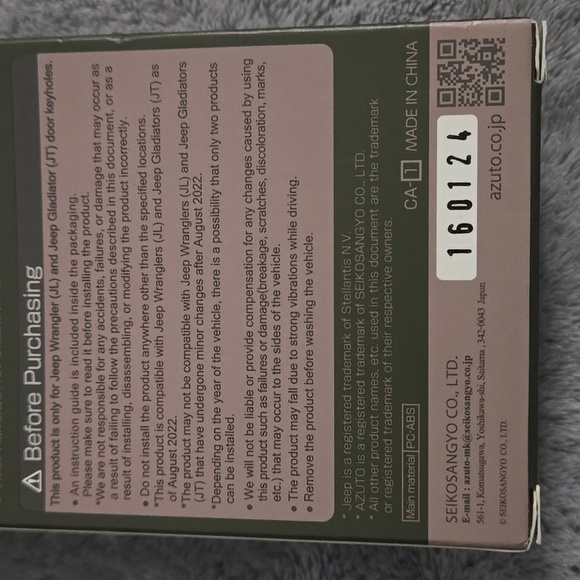 Before Purchasing
This product is only for Jeep Wrangler (JL) and Jeep Gladiator (JT) door keyholes.
• An instruction guide is included inside the packaging.
Please make sure to read it before installing the product.
*We are not responsible for any accidents, failures, or damage that may occur as
a result of failing to follow the precautions described in this document, or as a
result of installing, disassembling, or modifying the product incorrectly.
• Do not install the product anywhere other than the specified locations.
*This product is compatible with Jeep Wranglers (JL) and Jeep Gladiators (JT) as
of August 2022.
*The product may not be compatible with Jeep Wranglers (JL) and Jeep Gladiators
(JT) that have undergone minor changes after August 2022.
*Depending on the year of the vehicle, there is a possibility that only two products
can be installed.
• We will not be liable or provide compensation for any changes caused by using
this product such as failures or damage(breakage, scratches, discoloration, marks,
etc.) that may occur to the sides of the vehicle.
• The product may fall due to strong vibrations while driving.
• Remove the product before washing the vehicle.
* Jeep is a registered trademark of Stellantis N.V.
* AZUTO is a registered trademark of SEIKOSANGYO CO., LTD.
* All other product names, etc. used in this document are the trademark
or registered trademark of their respective owners.
Main material PC·ABS
CA-1 MADE IN CHINA
160124
azuto.co.jp
SEIKOSANGYO CO., LTD.
E-mail : azuto-mk@seikosangyo.co.jp
561-1, Komatsugawa, Yoshikawa-shi, Saitama ,342-0043 Japan
© SEIKOSANGYO CO., LTD.